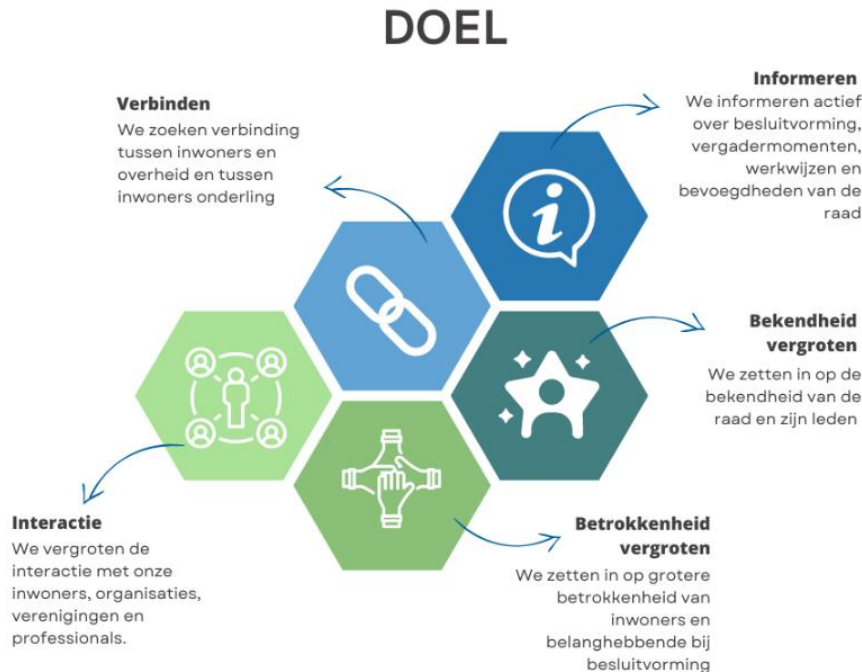 DOEL
Verbinden
We zoeken verbinding
tussen inwoners en
overheid en tussen
inwoners onderling
Informeren
We informeren actief
over besluitvorming,
vergadermomenten,
werkwijzen en
bevoegdheden van de
raad
Bekendheid
vergroten
We zetten in op de
bekendheid van de
raad en zijn leden
Interactie
We vergroten de
interactie met onze
inwoners, organisaties,
verenigingen en
professionals.
Betrokkenheid
vergroten
We zetten in op grotere
betrokkenheid van
inwoners en
belanghebbende bij
besluitvorming